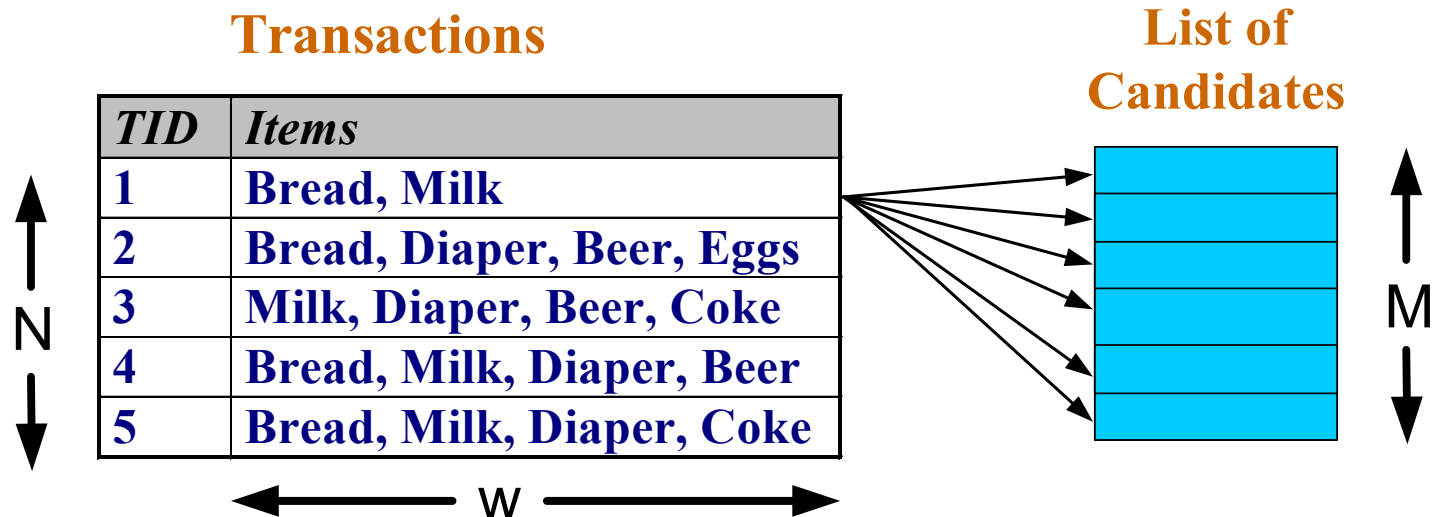 Transactions
List of
Candidates
TID Items
1 Bread, Milk
2 Bread, Diaper, Beer, Eggs
3 Milk, Diaper, Beer, Coke
4 Bread, Milk, Diaper, Beer
5 Bread, Milk, Diaper, Coke
N
M
w